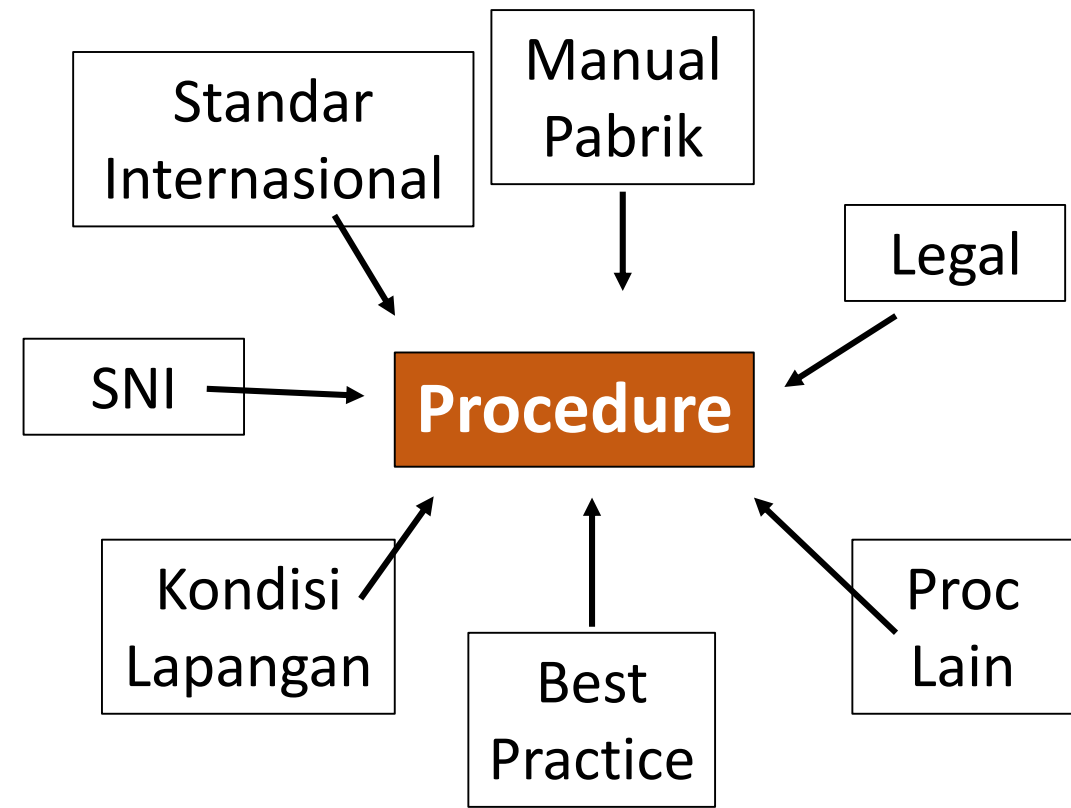 Manual
Pabrik
Standar
Internasional
Legal
SNI
Procedure
Kondisi
Lapangan
Best
Practice
Proc
Lain